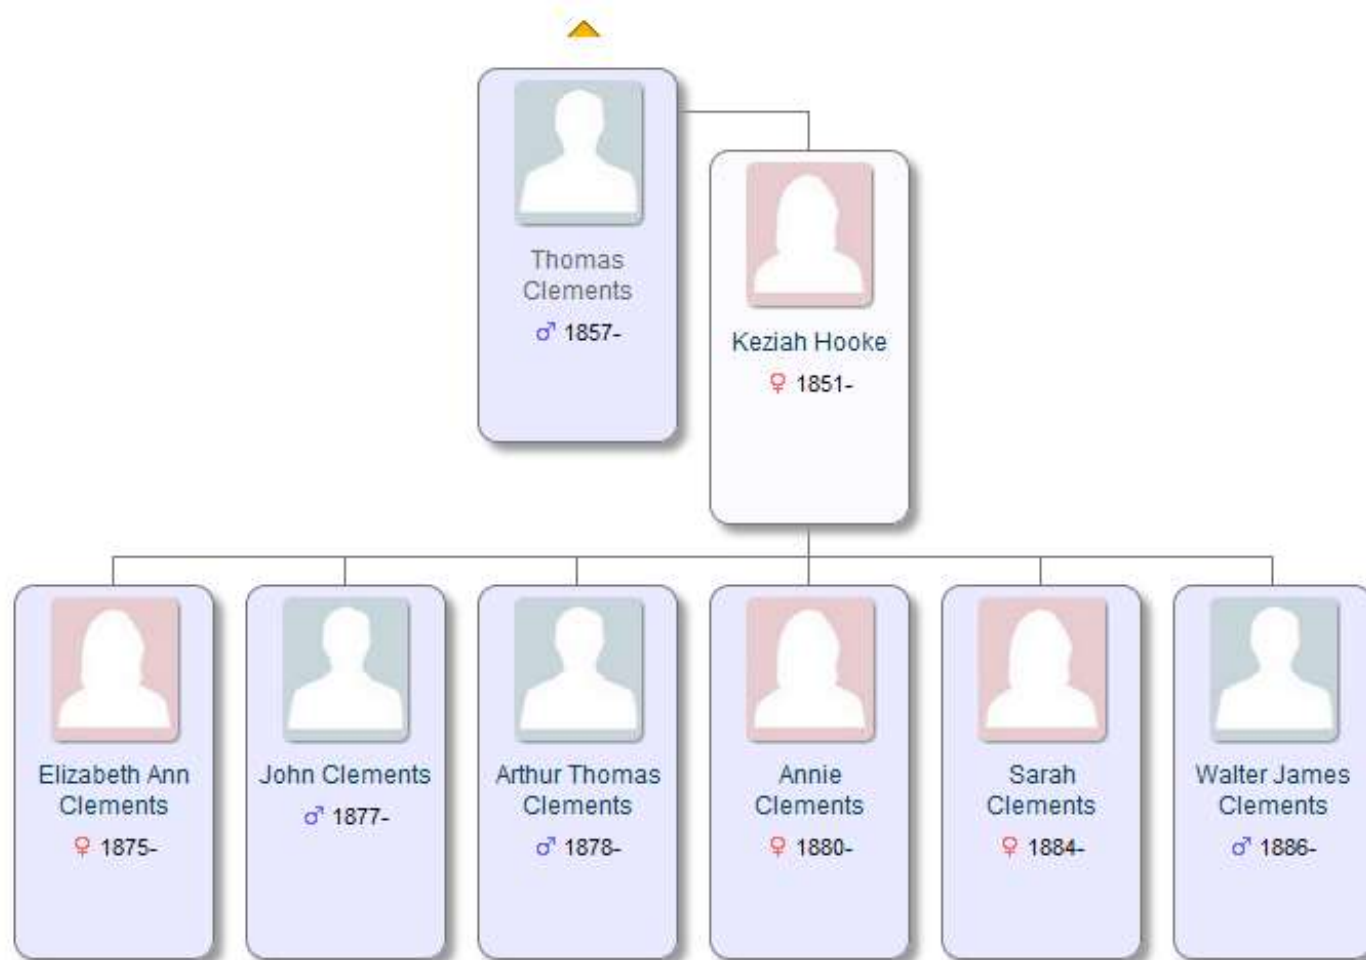 Thomas
Clements
♂ 1857-
Keziah Hooke
♀ 1851-
Elizabeth Ann
Clements
♀ 1875-
John Clements
♂ 1877-
Arthur Thomas
Clements
♂ 1878-
Annie
Clements
♀ 1880-
Sarah
Clements
♀ 1884-
Walter James
Clements
♂ 1886-